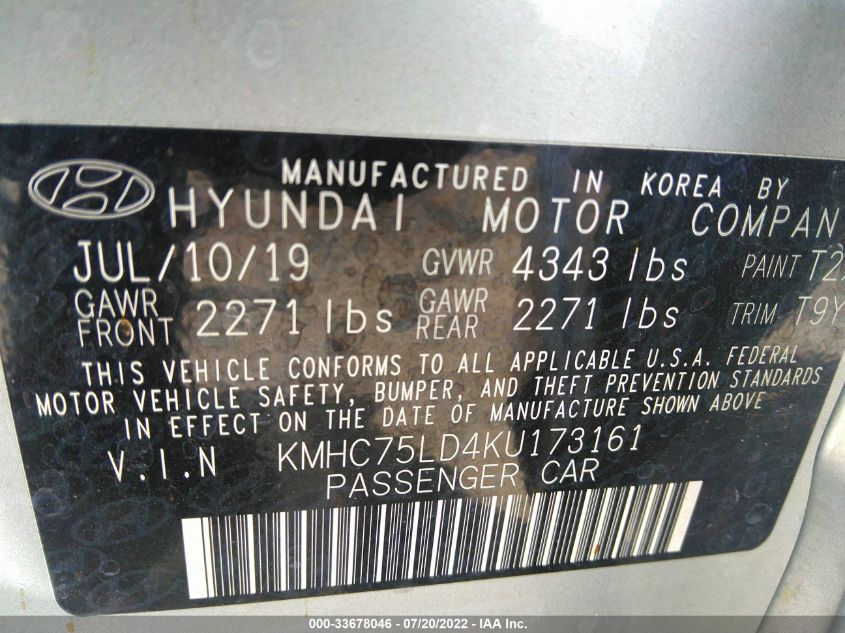 MANUFACTURED IN KOREA BY
HYUNDAI MOTOR COMPAN
JUL/10/19 GVWR 4343 lbs PAINT
GAWR FRONT 2271 lbs GAWR REAR 2271 lbs TRIM T9Y
THIS VEHICLE CONFORMS TO ALL APPLICABLE U.S.A. FEDERAL
MOTOR VEHICLE SAFETY, BUMPER, AND THEFT PREVENTION STANDARDS
IN EFFECT ON THE DATE OF MANUFACTURE SHOWN ABOVE
V.I.N KMHC75LD4KU173161
PASSENGER CAR
000-33678046 - 07/20/2022 - IAA Inc.